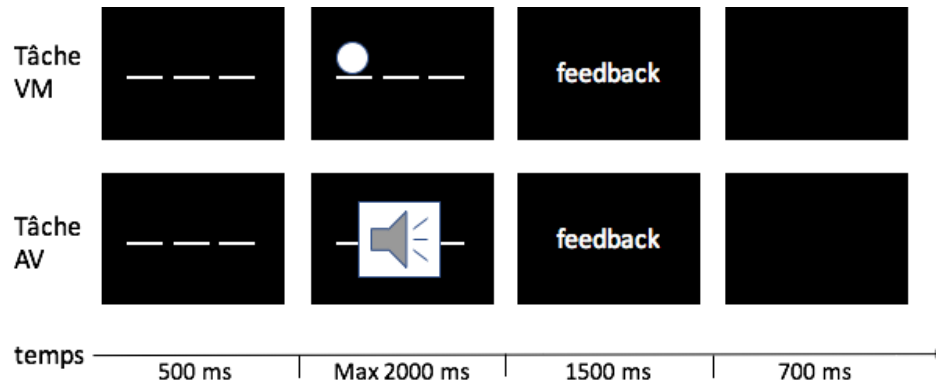 Tâche
VM
feedback
Tâche
AV
feedback
temps
500 ms
Max 2000 ms
1500 ms
700 ms